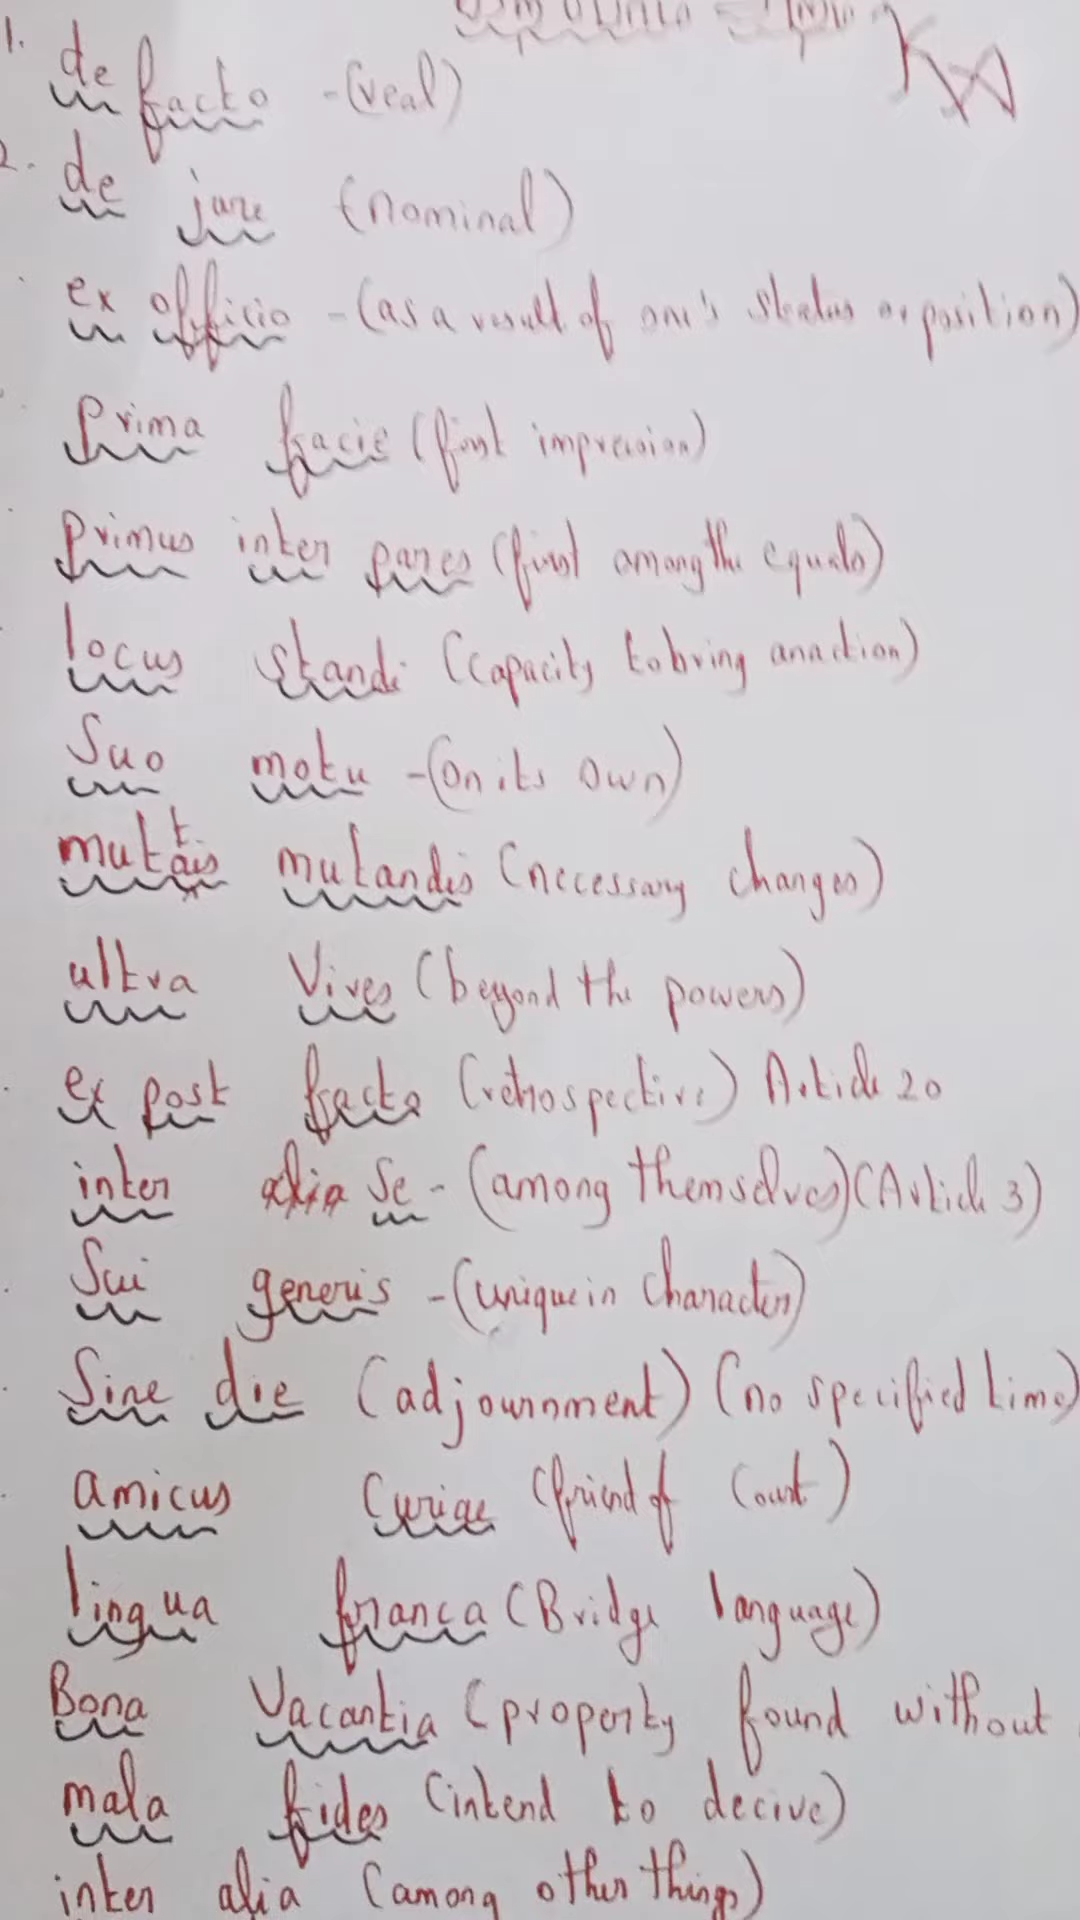 1. de facto - (real)
2. de jure (nominal)
ex officio - (as a result of one's status or position)
Prima facie (first impression)
Primus inter pares (first among the equals)
locus standi (capacity to bring an action)
Suo motu - (on its own)
mutatis mutandis (necessary changes)
ultra Vires (beyond the powers)
ex post facto (retrospective) Article 20
inter se - (among themselves) (Article 3)
Sui generis - (unique in character)
Sine die (adjournment) (no specified time)
amicus Curiae (friend of Court)
lingua franca (Bridge language)
Bona Vacantia (property found without
mala fides (intend to decive)
inter alia (among other things)